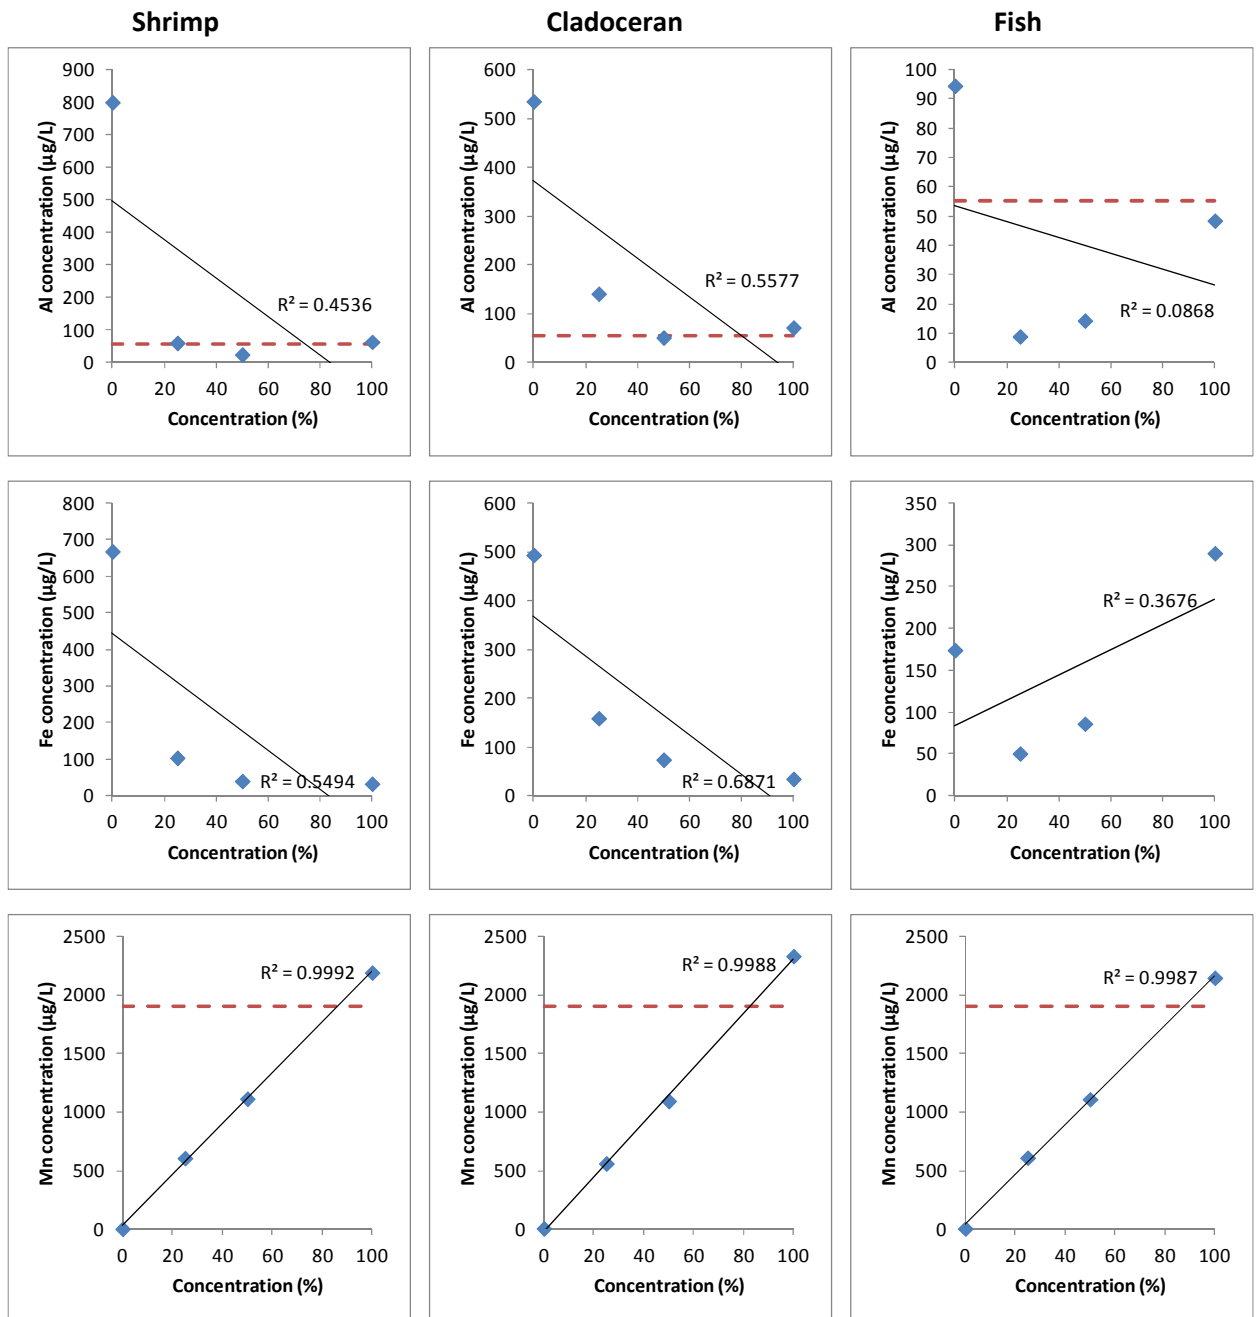 Shrimp
Cladoceran
Fish
900
800
700
600
500
400
300
200
100
0
Al concentration (µg/L)
R² = 0.4536
0 20 40 60 80 100
Concentration (%)
600
500
400
300
200
100
0
Al concentration (µg/L)
R² = 0.5577
0 20 40 60 80 100
Concentration (%)
100
90
80
70
60
50
40
30
20
10
0
Al concentration (µg/L)
R² = 0.0868
0 20 40 60 80 100
Concentration (%)
800
700
600
500
400
300
200
100
0
Fe concentration (µg/L)
R² = 0.5494
0 20 40 60 80 100
Concentration (%)
600
500
400
300
200
100
0
Fe concentration (µg/L)
R² = 0.6871
0 20 40 60 80 100
Concentration (%)
350
300
250
200
150
100
50
0
Fe concentration (µg/L)
R² = 0.3676
0 20 40 60 80 100
Concentration (%)
2500
2000
1500
1000
500
0
Mn concentration (µg/L)
R² = 0.9992
0 20 40 60 80 100
Concentration (%)
2500
2000
1500
1000
500
0
Mn concentration (µg/L)
R² = 0.9988
0 20 40 60 80 100
Concentration (%)
2500
2000
1500
1000
500
0
Mn concentration (µg/L)
R² = 0.9987
0 20 40 60 80 100
Concentration (%)